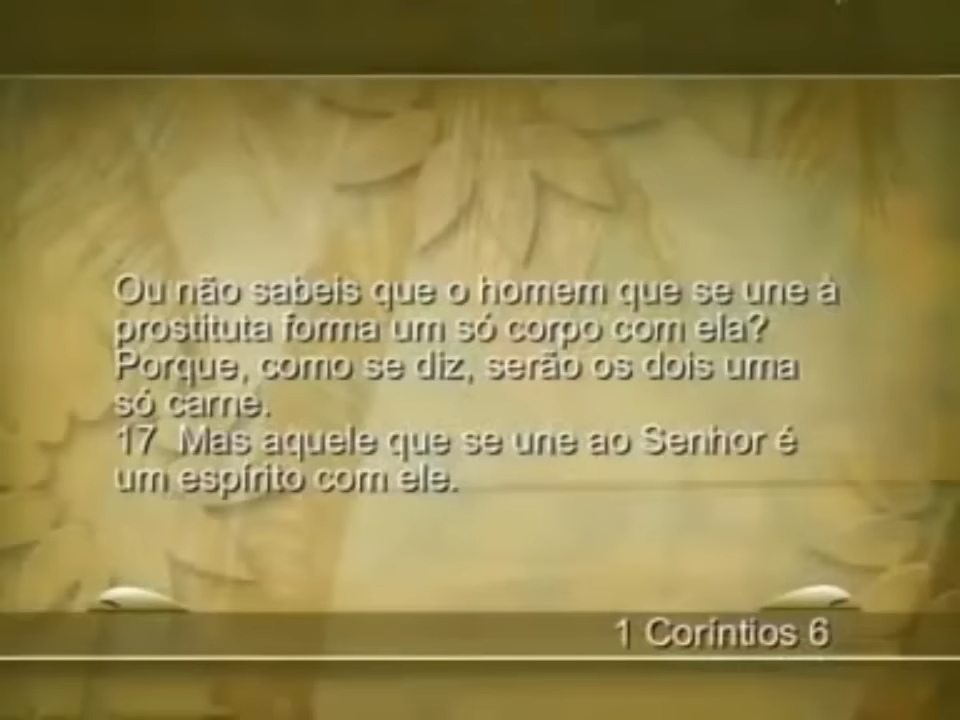 Ou não sabeis que o homem que se une à
prostituta forma um só corpo com ela?
Porque, como se diz, serão os dois uma
só carne.
17 Mas aquele que se une ao Senhor é
um espírito com ele.
1 Coríntios 6